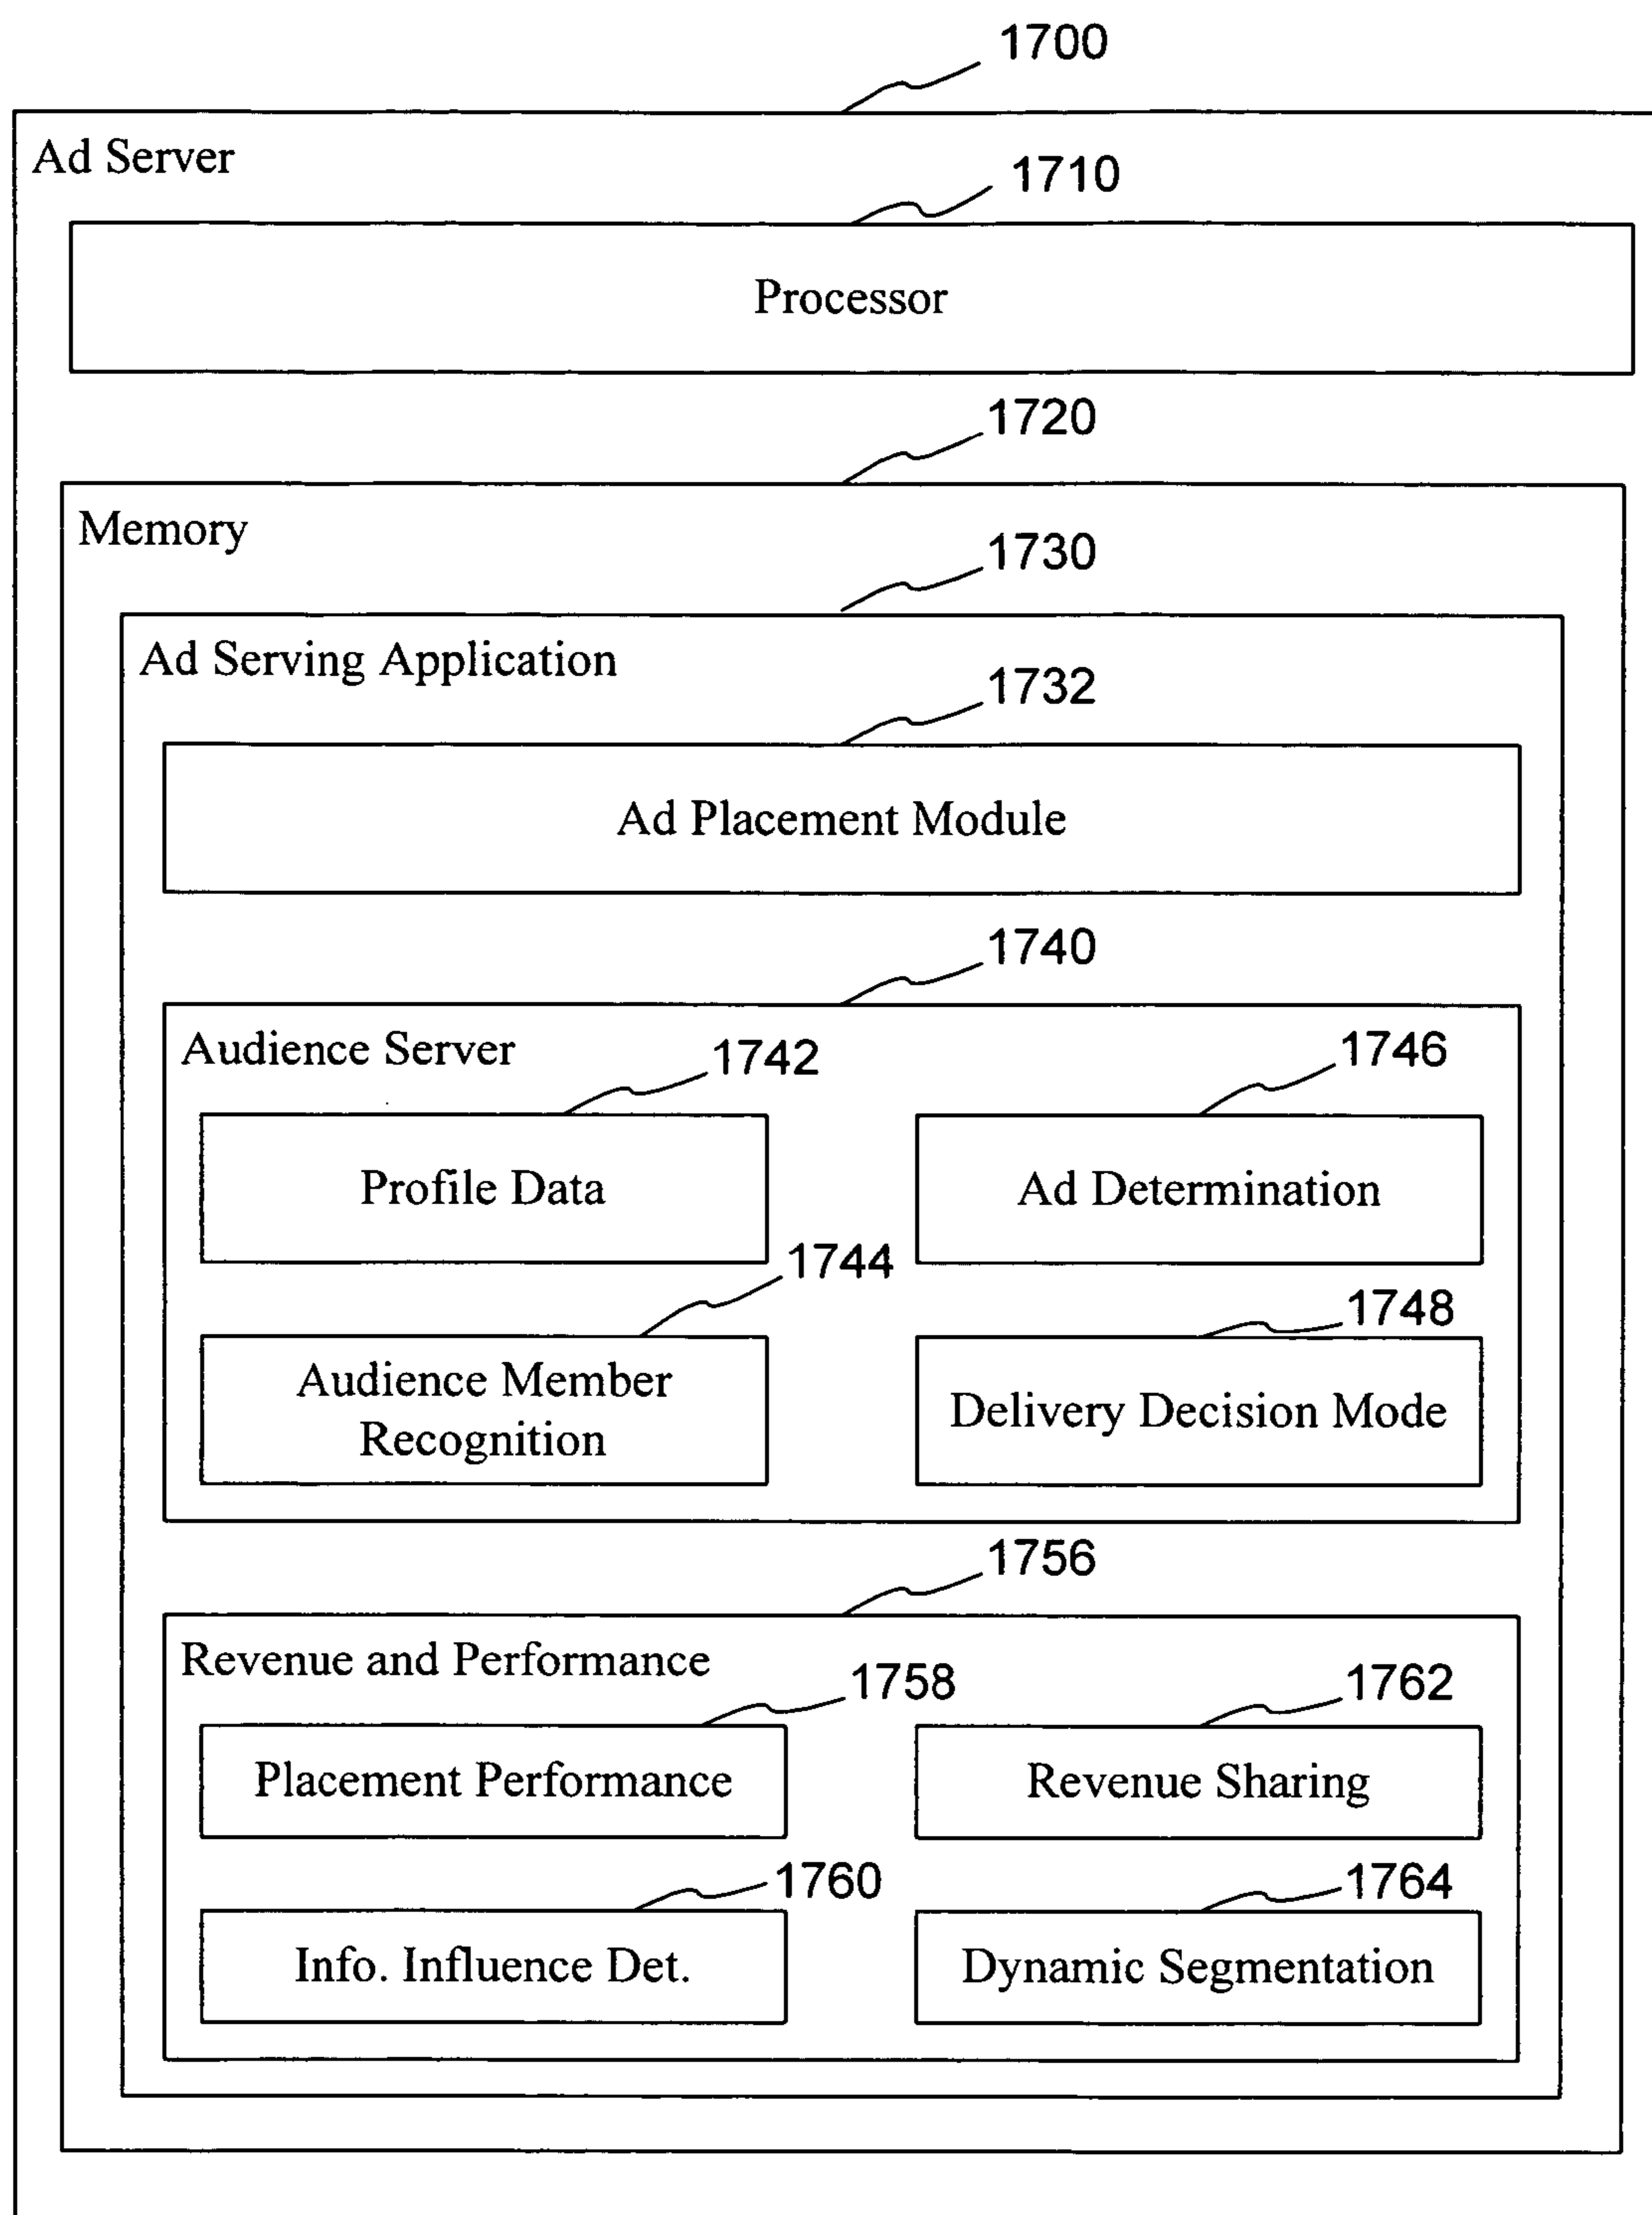 1700
Ad Server
1710
Processor
1720
Memory
1730
Ad Serving Application
1732
Ad Placement Module
1740
Audience Server
1742
1746
Profile Data
Ad Determination
1744
1748
Audience Member
Recognition
Delivery Decision Mode
1756
Revenue and Performance
1758
1762
Placement Performance
Revenue Sharing
1760
1764
Info. Influence Det.
Dynamic Segmentation